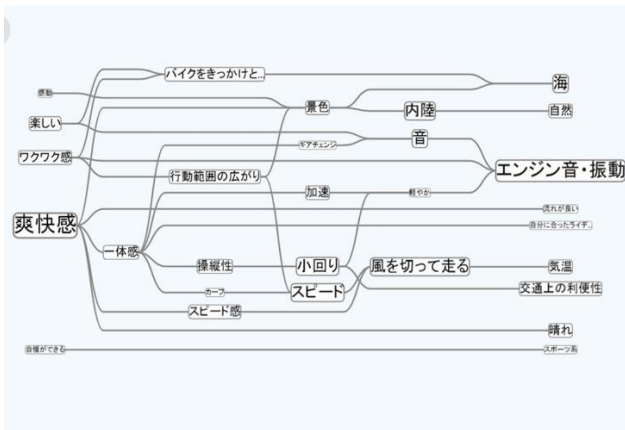 バイクをきっかけと..
海
感動
景色
内陸
自然
楽しい
音
ギアチェンジ
ワクワク感
エンジン音・振動
行動範囲の広がり
加速
軽やか
流れが良い
爽快感
自分に合ったライデ..
一体感
操縦性
小回り
風を切って走る
気温
カーブ
スピード
交通上の利便性
スピード感
晴れ
自慢ができる
スポーツ系